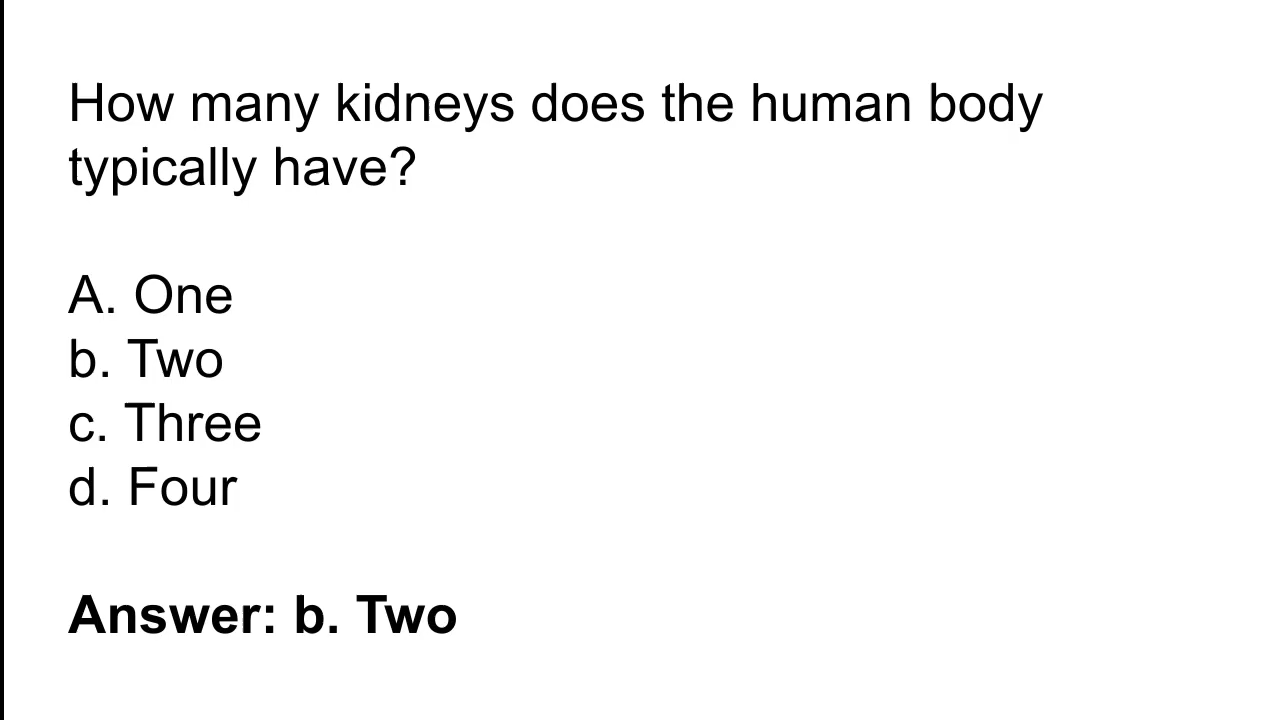 How many kidneys does the human body
typically have?
A. One
b. Two
c. Three
d. Four
Answer: b. Two